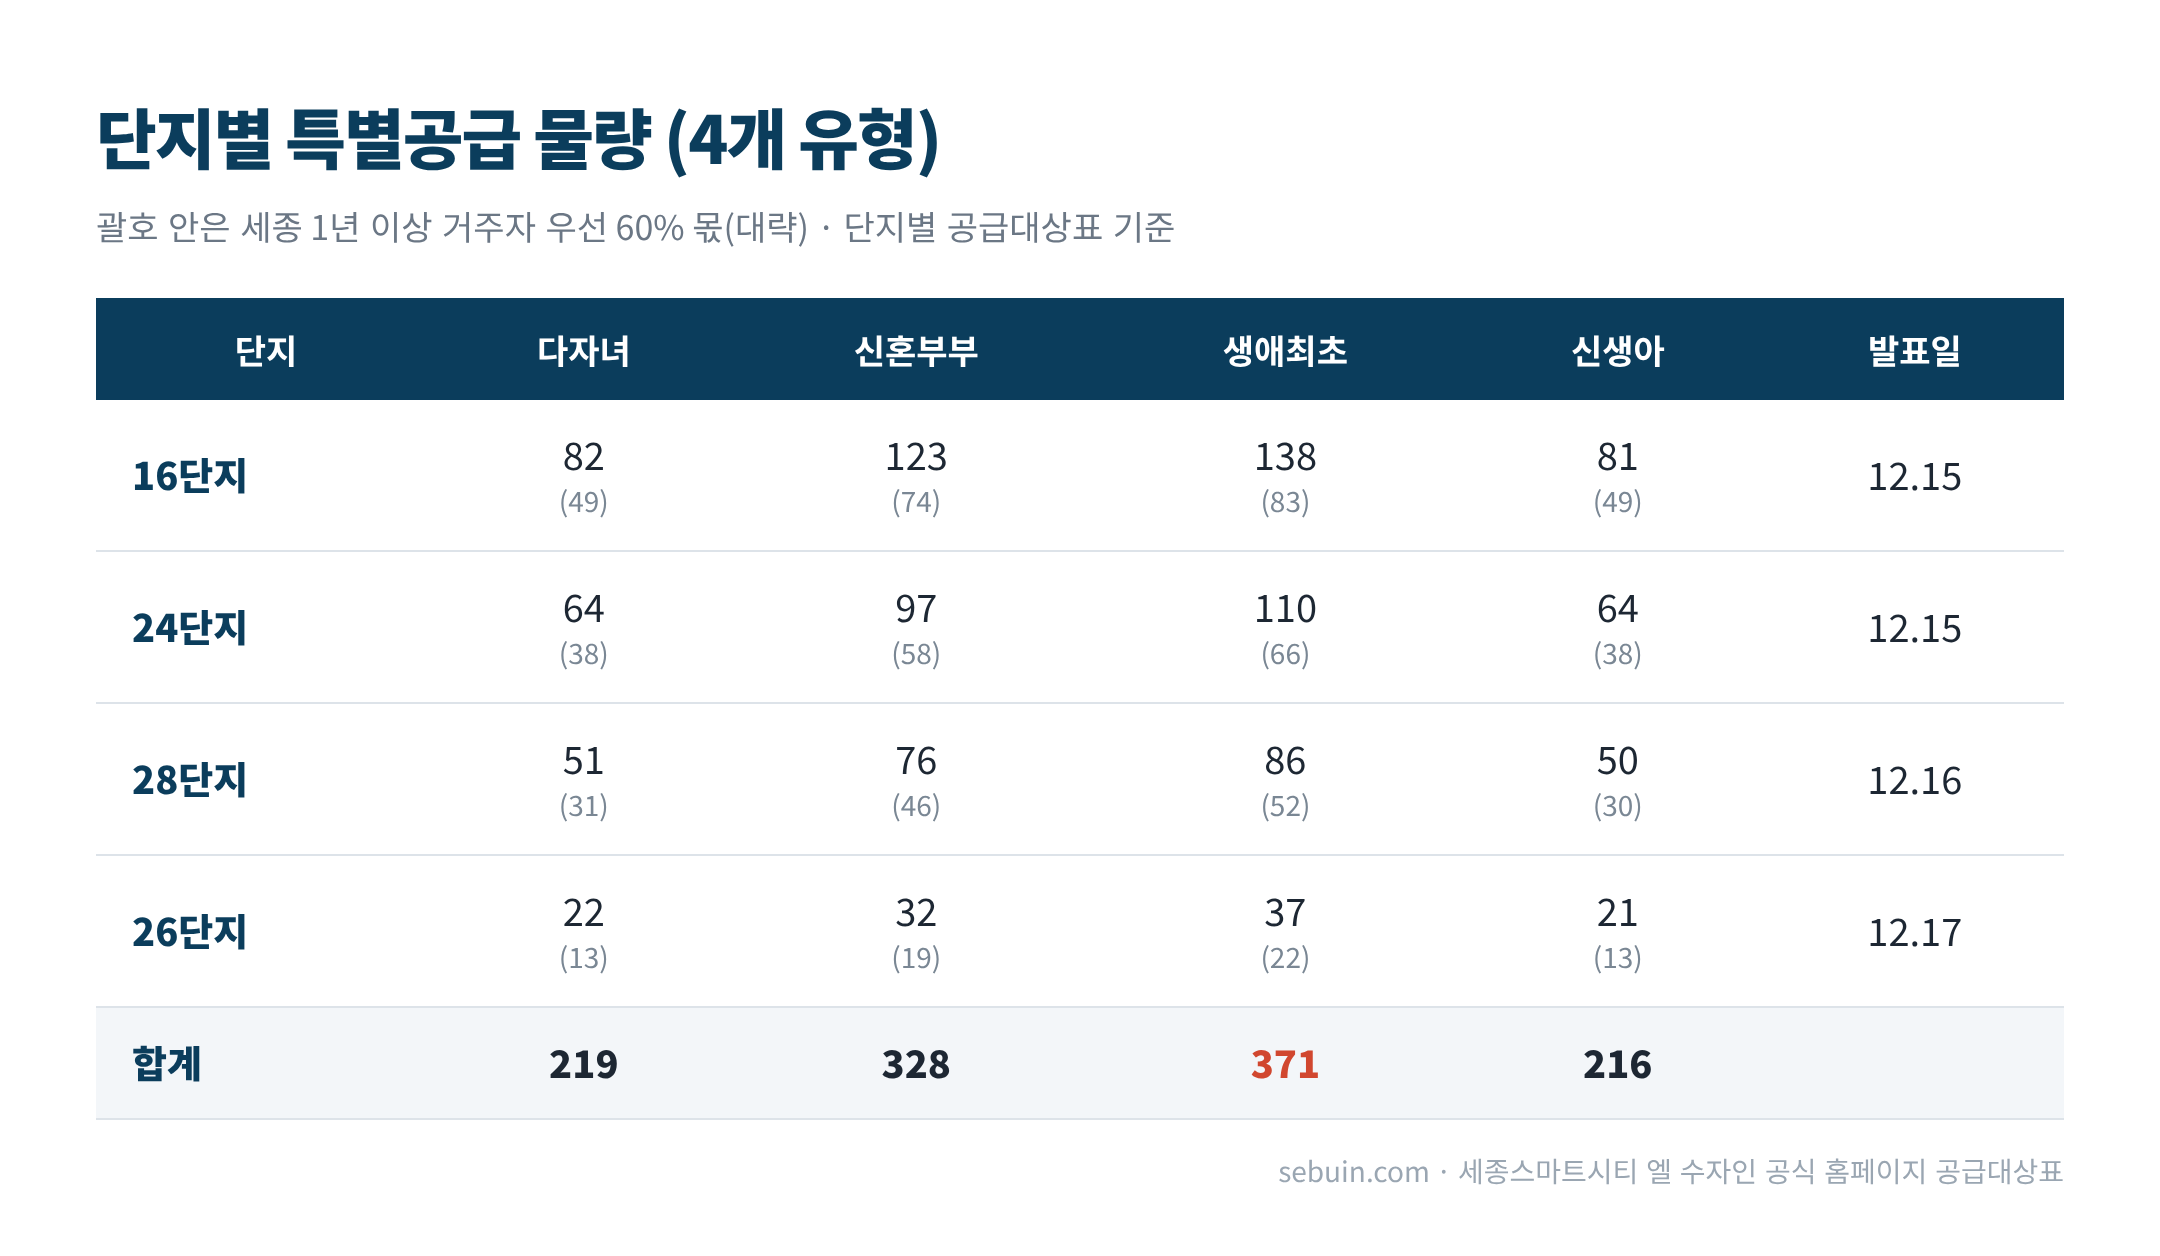 단지별 특별공급 물량 (4개 유형)
괄호 안은 세종 1년 이상 거주자 우선 60% 몫(대략) · 단지별 공급대상표 기준
단지 다자녀 신혼부부 생애최초 신생아 발표일
16단지 82 (49) 123 (74) 138 (83) 81 (49) 12.15
24단지 64 (38) 97 (58) 110 (66) 64 (38) 12.15
28단지 51 (31) 76 (46) 86 (52) 50 (30) 12.16
26단지 22 (13) 32 (19) 37 (22) 21 (13) 12.17
합계 219 328 371 216
sebuin.com · 세종스마트시티 엘 수자인 공식 홈페이지 공급대상표